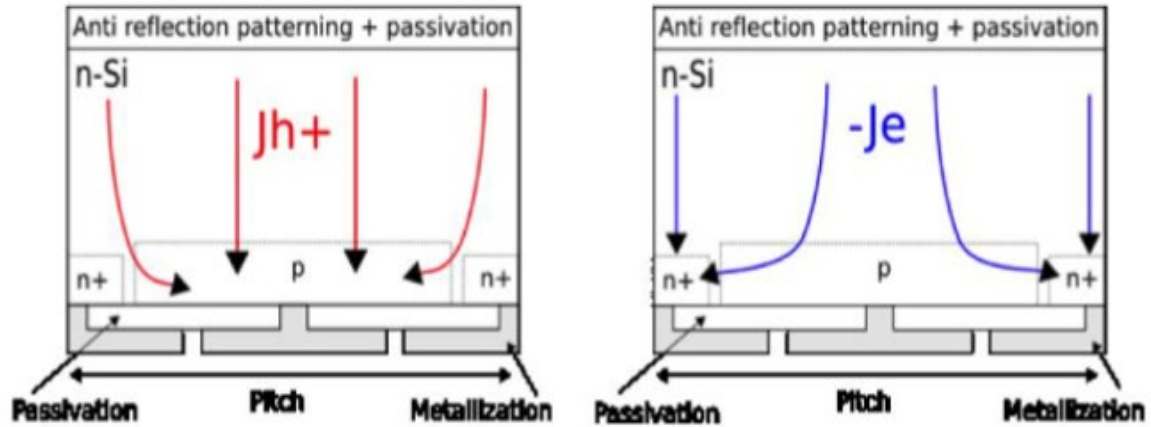 Anti reflection patterning + passivation
n-Si
Jh+
n+
p
n+
Passivation
Pitch
Metallization
Anti reflection patterning + passivation
n-Si
-Je
n+
p
n+
Passivation
Pitch
Metallization